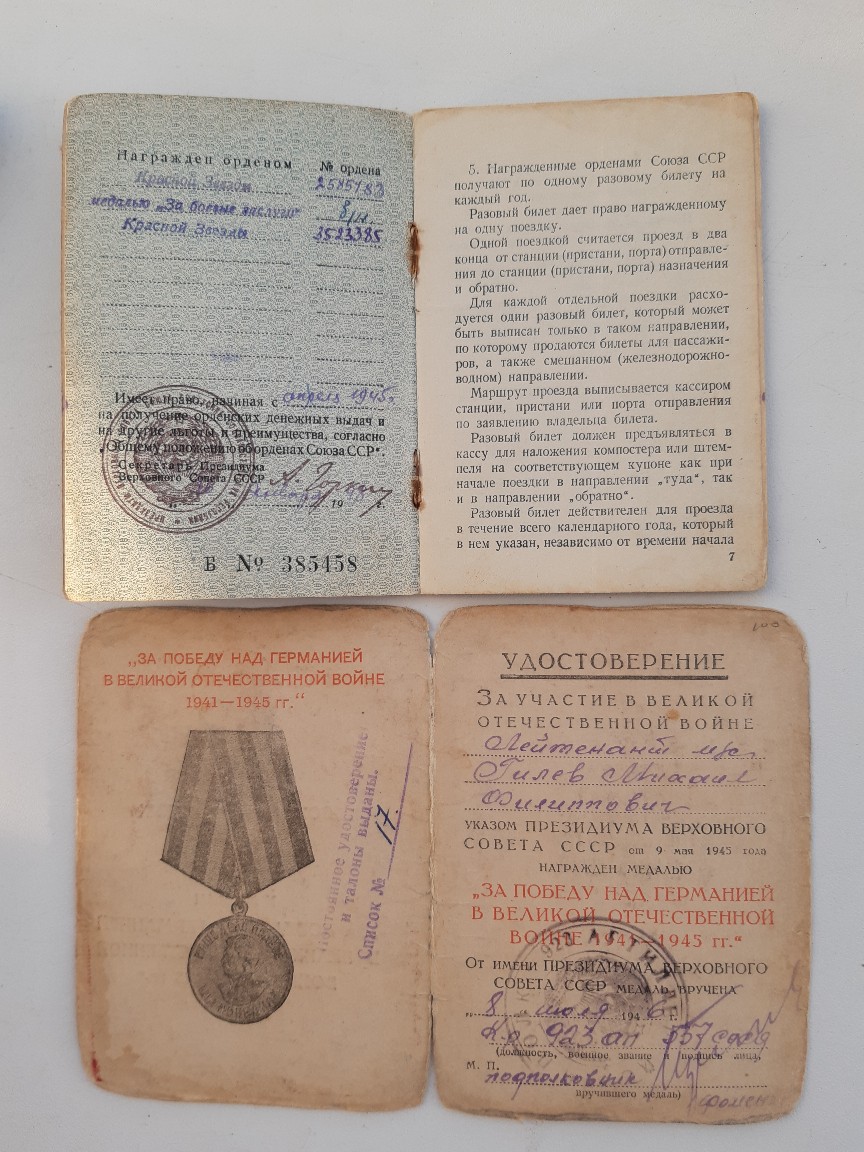 Награжден орденом
№ ордена
Красной Звезды
2585183
медалью „За боевые заслуги"
б/н
Красной Звезды
3523385
Имеет право, начиная с апреля 1945 г.
на получение орденских денежных выдач и
на другие льготы и преимущества, согласно
„Общему положению об орденах Союза ССР".
Секретарь Президиума
Верховного Совета СССР
19 г.
Б № 385458
5. Награжденные орденами Союза ССР
получают по одному разовому билету на
каждый год.
Разовый билет дает право награжденному
на одну поездку.
Одной поездкой считается проезд в два
конца от станции (пристани, порта) отправле-
ния до станции (пристани, порта) назначения
и обратно.
Для каждой отдельной поездки расхо-
дуется один разовый билет, который может
быть выписан только в таком направлении,
по которому продаются билеты для пассажи-
ров, а также смешанном (железнодорожно-
водном) направлении.
Маршрут проезда выписывается кассиром
станции, пристани или порта отправления
по заявлению владельца билета.
Разовый билет должен предъявляться в
кассу для наложения компостера или штем-
пеля на соответствующем купоне как при
начале поездки в направлении „туда", так
и в направлении „обратно".
Разовый билет действителен для проезда
в течение всего календарного года, который
в нем указан, независимо от времени начала
7
„ЗА ПОБЕДУ НАД ГЕРМАНИЕЙ
В ВЕЛИКОЙ ОТЕЧЕСТВЕННОЙ ВОЙНЕ
1941—1945 гг."
Постоянное удостоверение
и талоны выданы.
Список № 17
УДОСТОВЕРЕНИЕ
ЗА УЧАСТИЕ В ВЕЛИКОЙ
ОТЕЧЕСТВЕННОЙ ВОЙНЕ
Лейтенант м/с
Гилев Михаил
Филиппович
УКАЗОМ ПРЕЗИДИУМА ВЕРХОВНОГО
СОВЕТА СССР от 9 мая 1945 года
НАГРАЖДЕН МЕДАЛЬЮ
„ЗА ПОБЕДУ НАД ГЕРМАНИЕЙ
В ВЕЛИКОЙ ОТЕЧЕСТВЕННОЙ
ВОЙНЕ 1941—1945 гг."
От имени ПРЕЗИДИУМА ВЕРХОВНОГО
СОВЕТА СССР МЕДАЛЬ ВРУЧЕНА
„8" июля 1946 г.
923 ап 357
(должность, военное звание и подпись лица,
М. П.
подполковник
вручившего медаль)